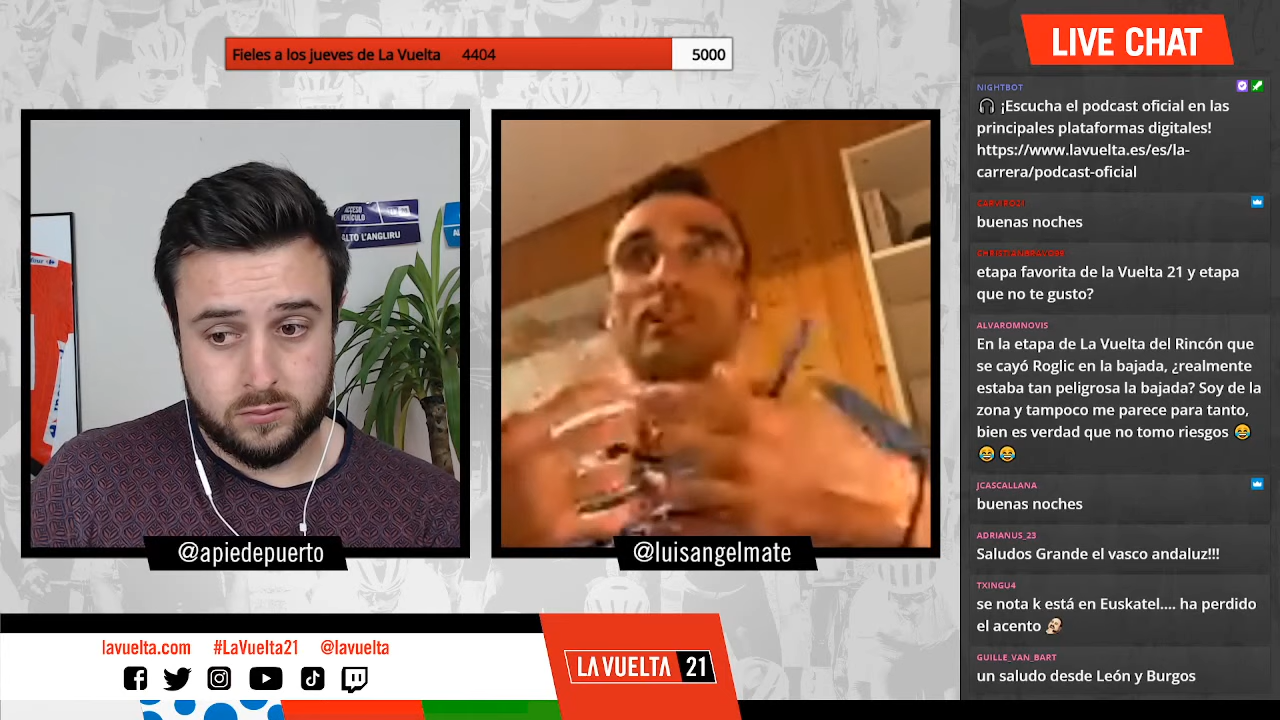 Fieles a los jueves de La Vuelta 4404 5000
ACCESO
VEHÍCULO
ALTO L'ANGLIRU
@apiedepuerto
@luisangelmate
lavuelta.com #LaVuelta21 @lavuelta
LA VUELTA 21
LIVE CHAT
NIGHTBOT
🎧 ¡Escucha el podcast oficial en las
principales plataformas digitales!
https://www.lavuelta.es/es/la-
carrera/podcast-oficial
buenas noches
CHRISTIANBRAVO99
etapa favorita de la Vuelta 21 y etapa
que no te gusto?
ALVAROMNOVIS
En la etapa de La Vuelta del Rincón que
se cayó Roglic en la bajada, ¿realmente
estaba tan peligrosa la bajada? Soy de la
zona y tampoco me parece para tanto,
bien es verdad que no tomo riesgos 😂
😂 😂
JCASCALLANA
buenas noches
ADRIANUS_23
Saludos Grande el vasco andaluz!!!
TXINGU4
se nota k está en Euskatel.... ha perdido
el acento
GUILLE_VAN_BART
un saludo desde León y Burgos